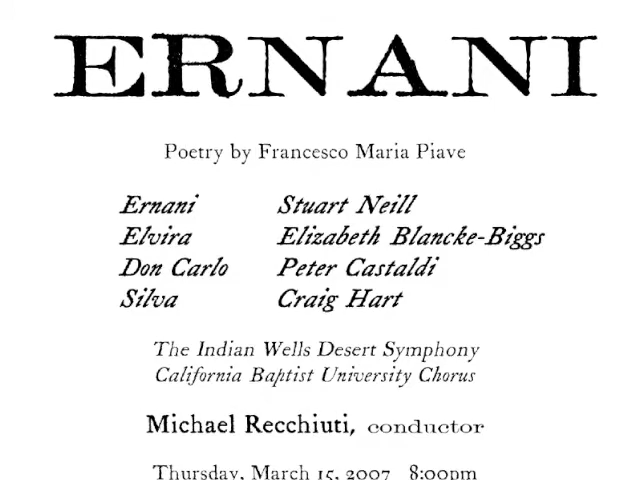 ERNANI
Poetry by Francesco Maria Piave
Ernani Stuart Neill
Elvira Elizabeth Blancke-Biggs
Don Carlo Peter Castaldi
Silva Craig Hart
The Indian Wells Desert Symphony
California Baptist University Chorus
Michael Recchiuti, conductor
Thursday, March 15, 2007 8:00pm